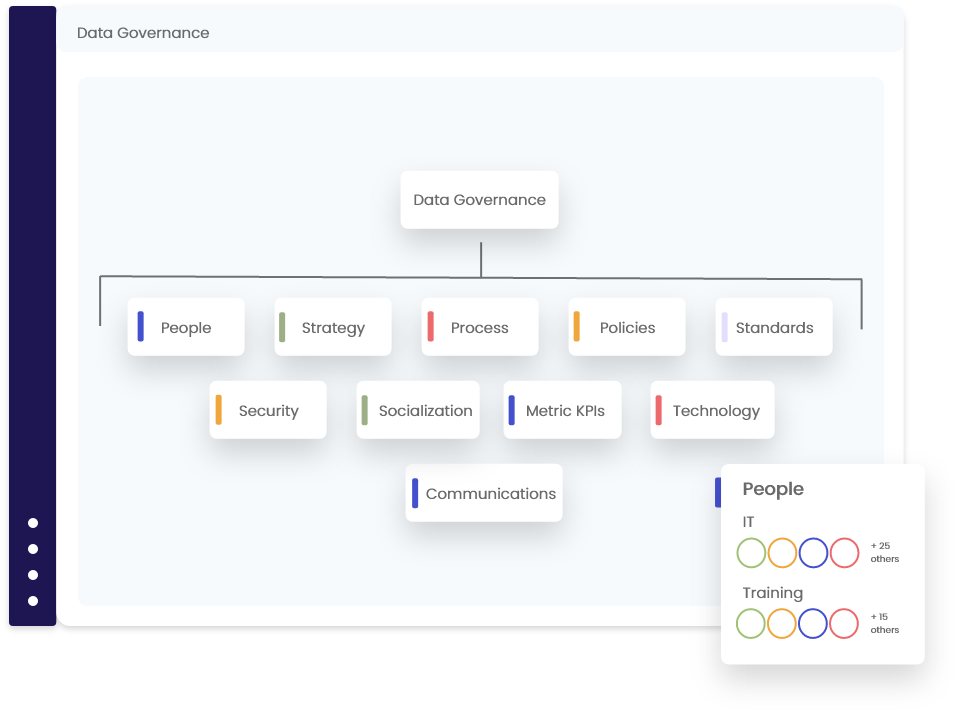 Data Governance
Data Governance
People
Strategy
Process
Policies
Standards
Security
Socialization
Metric KPIs
Technology
Communications
People
IT
+ 25
others
Training
+ 15
others